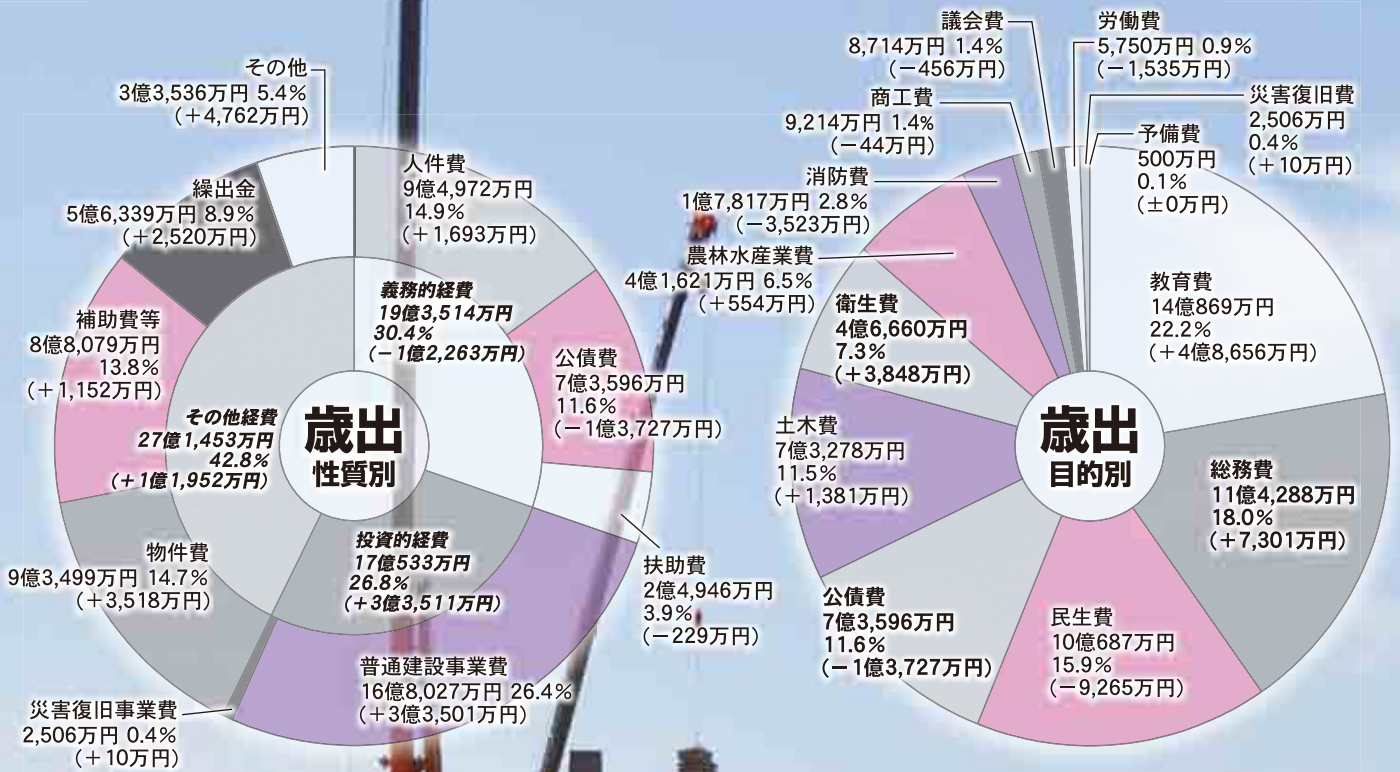 歳出
性質別
義務的経費
19億3,514万円
30.4%
(－1億2,263万円)
投資的経費
17億533万円
26.8%
(＋3億3,511万円)
その他経費
27億1,453万円
42.8%
(＋1億1,952万円)
人件費
9億4,972万円
14.9%
(＋1,693万円)
公債費
7億3,596万円
11.6%
(－1億3,727万円)
扶助費
2億4,946万円
3.9%
(－229万円)
普通建設事業費
16億8,027万円 26.4%
(＋3億3,501万円)
災害復旧事業費
2,506万円 0.4%
(＋10万円)
物件費
9億3,499万円 14.7%
(＋3,518万円)
補助費等
8億8,079万円
13.8%
(＋1,152万円)
繰出金
5億6,339万円 8.9%
(＋2,520万円)
その他
3億3,536万円 5.4%
(＋4,762万円)
歳出
目的別
教育費
14億869万円
22.2%
(＋4億8,656万円)
総務費
11億4,288万円
18.0%
(＋7,301万円)
民生費
10億687万円
15.9%
(－9,265万円)
公債費
7億3,596万円
11.6%
(－1億3,727万円)
土木費
7億3,278万円
11.5%
(＋1,381万円)
衛生費
4億6,660万円
7.3%
(＋3,848万円)
農林水産業費
4億1,621万円 6.5%
(＋554万円)
消防費
1億7,817万円 2.8%
(－3,523万円)
商工費
9,214万円 1.4%
(－44万円)
議会費
8,714万円 1.4%
(－456万円)
労働費
5,750万円 0.9%
(－1,535万円)
災害復旧費
2,506万円
0.4%
(＋10万円)
予備費
500万円
0.1%
(±0万円)